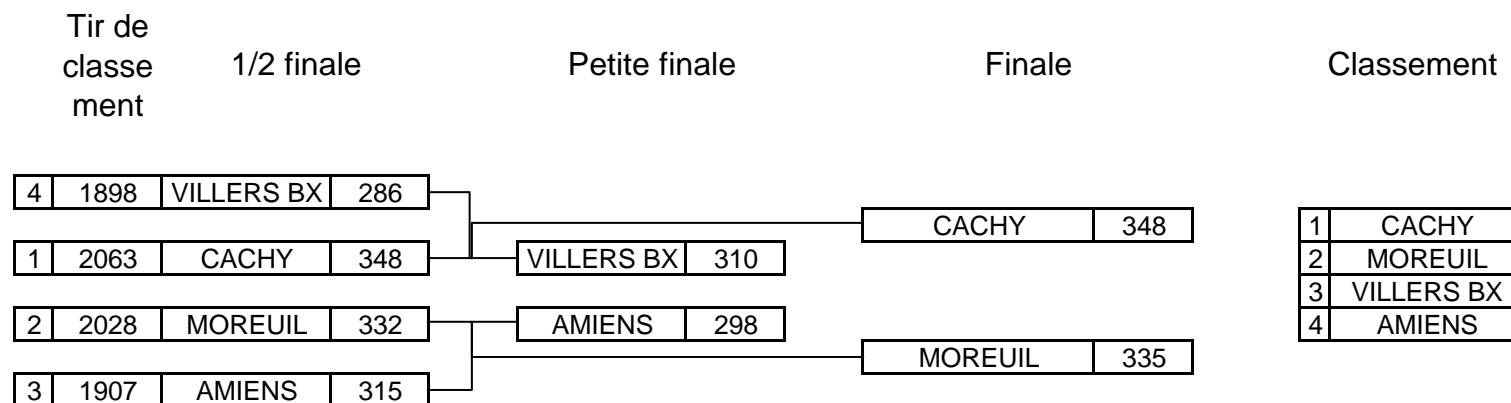 Tir de
classe
ment
1/2 finale
Petite finale
Finale
Classement
4 1898 VILLERS BX 286
1 2063 CACHY 348
2 2028 MOREUIL 332
3 1907 AMIENS 315
VILLERS BX 310
AMIENS 298
CACHY 348
MOREUIL 335
1 CACHY
2 MOREUIL
3 VILLERS BX
4 AMIENS